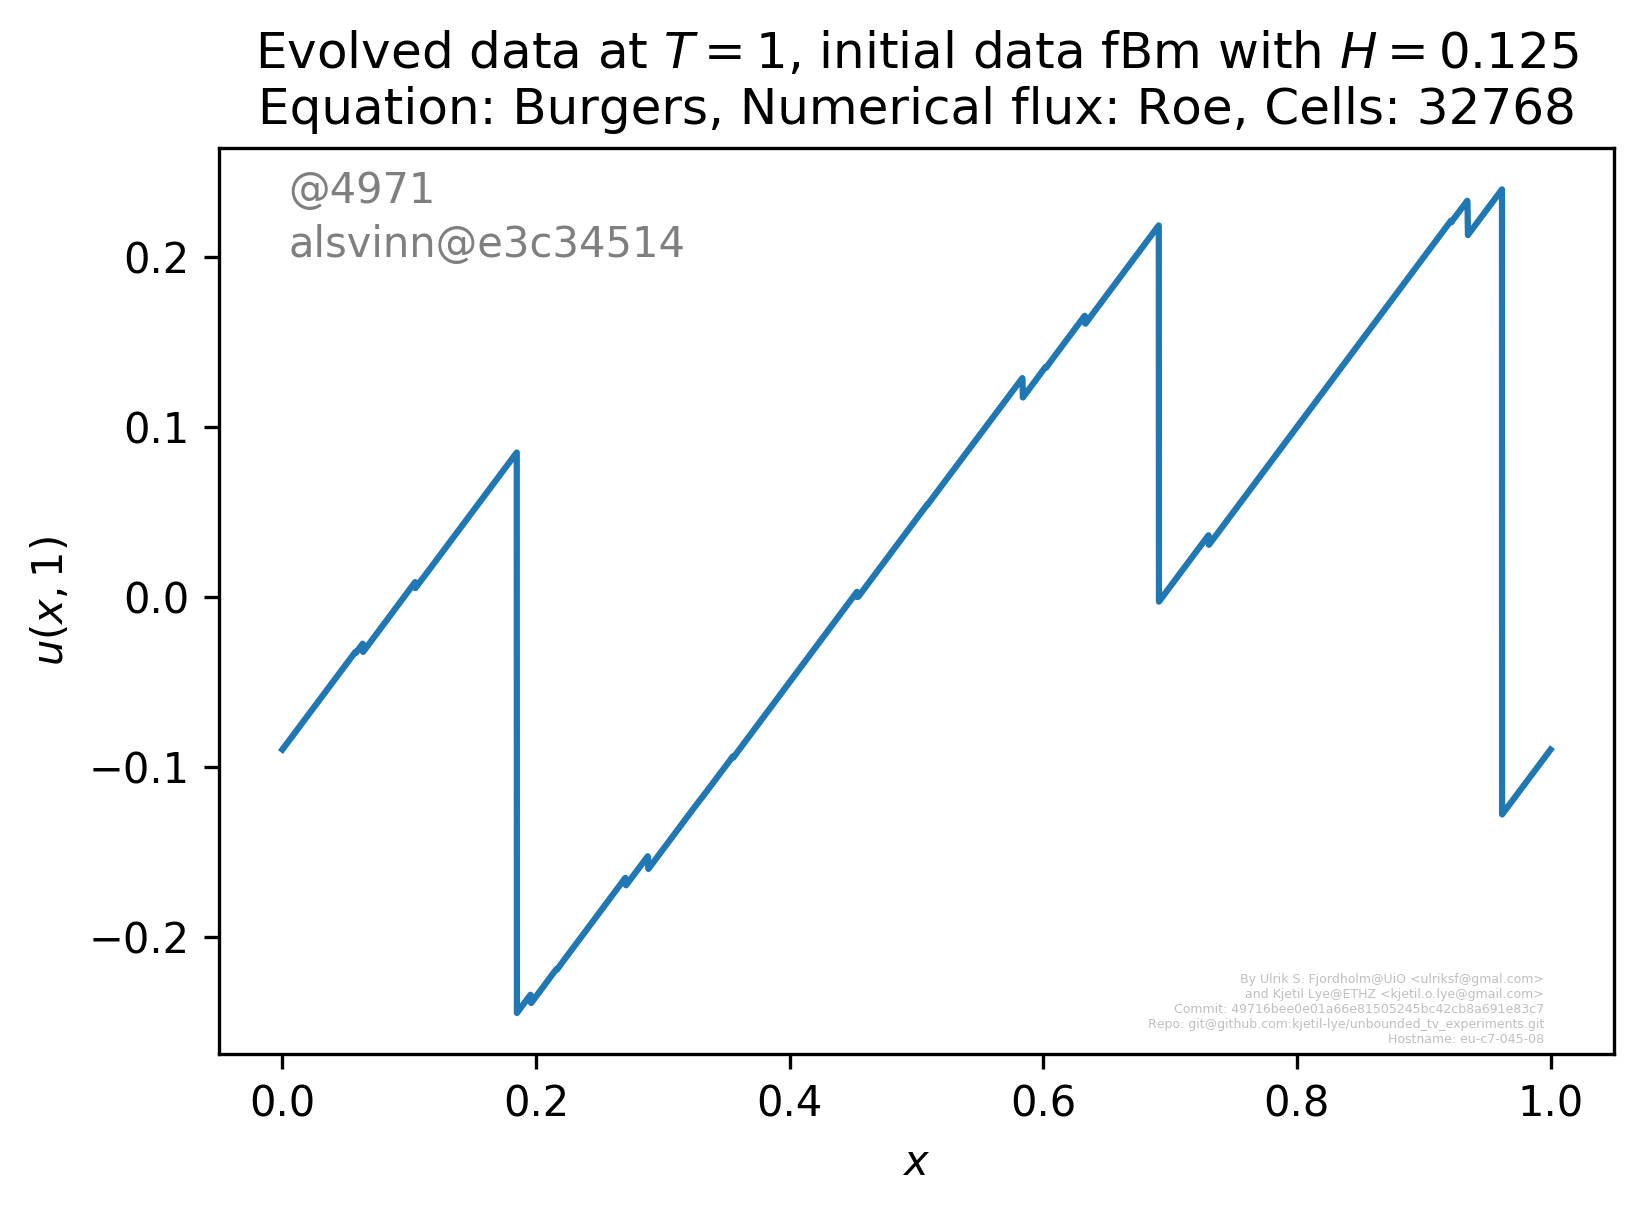 Evolved data at T = 1, initial data fBm with H = 0.125
Equation: Burgers, Numerical flux: Roe, Cells: 32768
@4971
alsvinn@e3c34514
0.2
0.1
0.0
−0.1
−0.2
u(x, 1)
By Ulrik S. Fjordholm@UiO <ulriksf@gmal.com>
and Kjetil Lye@ETHZ <kjetil.o.lye@gmail.com>
Commit: 49716bee0e01a66e81505245bc42cb8a691e83c7
Repo: git@github.com:kjetil-lye/unbounded_tv_experiments.git
Hostname: eu-c7-045-08
0.0 0.2 0.4 0.6 0.8 1.0
x